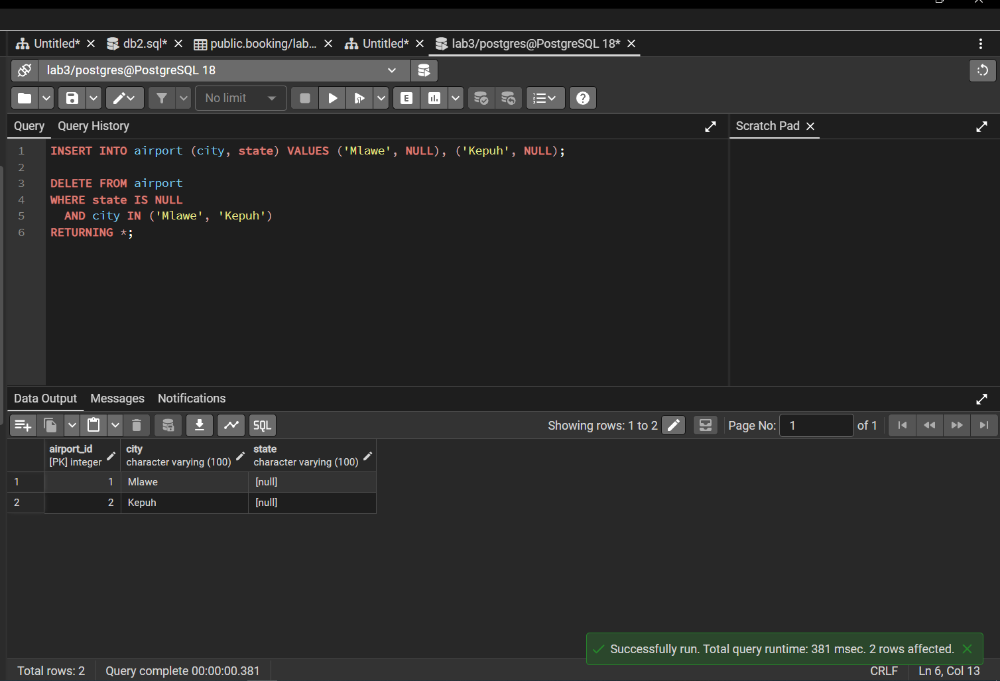 Untitled* db2.sql* public.booking/lab... Untitled* lab3/postgres@PostgreSQL 18*
lab3/postgres@PostgreSQL 18
No limit E
Query Query History Scratch Pad
1 INSERT INTO airport (city, state) VALUES ('Mlawe', NULL), ('Kepuh', NULL);
2
3 DELETE FROM airport
4 WHERE state IS NULL
5 AND city IN ('Mlawe', 'Kepuh')
6 RETURNING *;
Data Output Messages Notifications
SQL Showing rows: 1 to 2 Page No: 1 of 1
airport_id city state
[PK] integer character varying (100) character varying (100)
1 1 Mlawe [null]
2 2 Kepuh [null]
Successfully run. Total query runtime: 381 msec. 2 rows affected.
Total rows: 2 Query complete 00:00:00.381 CRLF Ln 6, Col 13